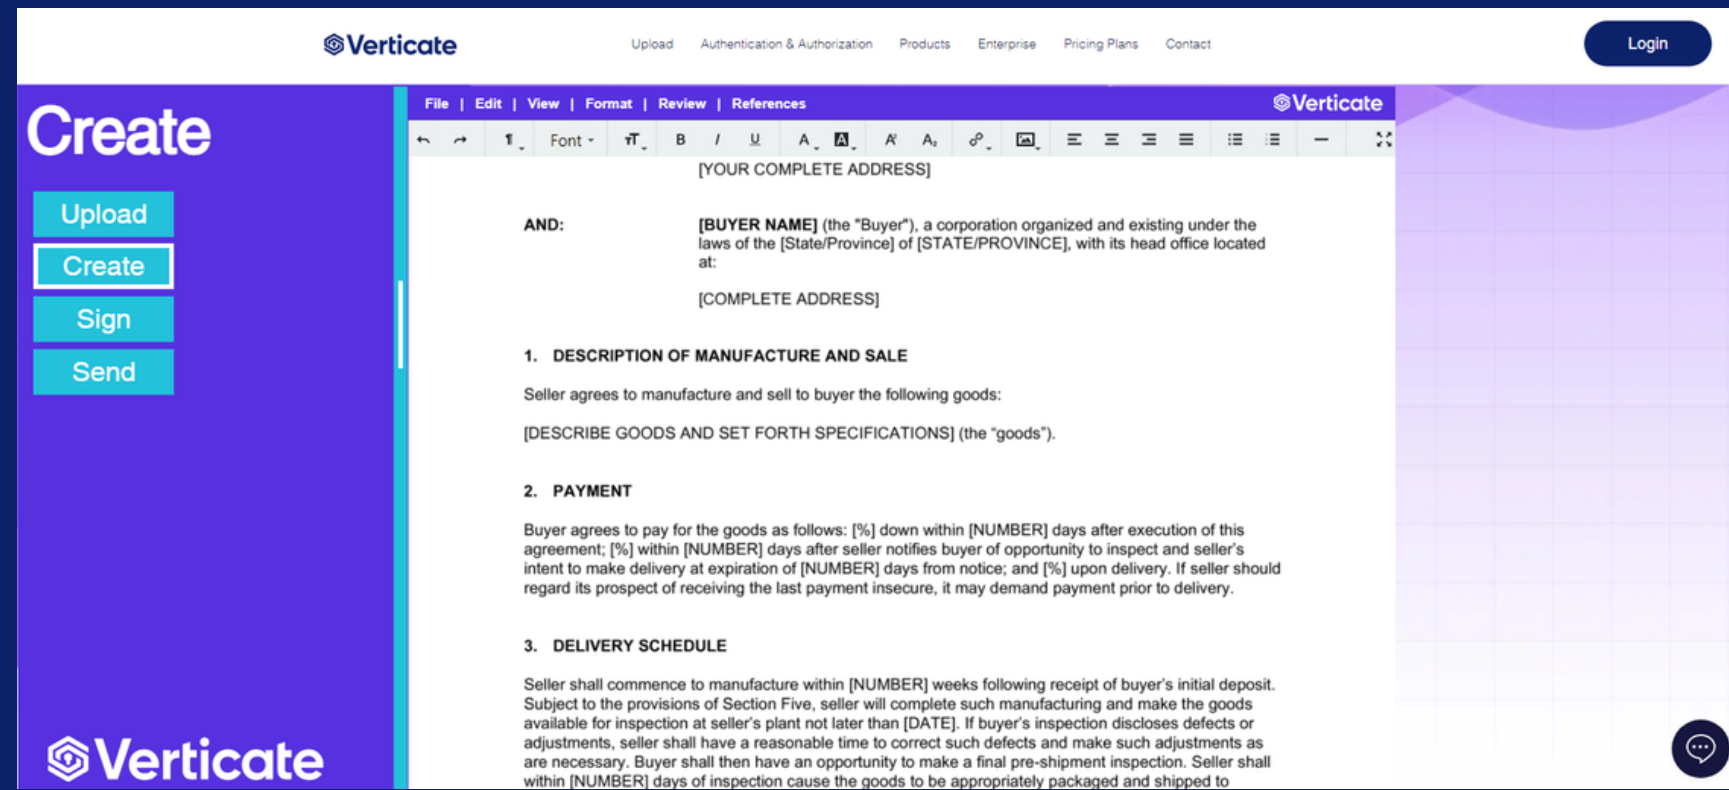 Verticate
Upload Authentication & Authorization Products Enterprise Pricing Plans Contact
Login
Create
Upload
Create
Sign
Send
Verticate
File | Edit | View | Format | Review | References
Verticate
Font
[YOUR COMPLETE ADDRESS]
AND: [BUYER NAME] (the "Buyer"), a corporation organized and existing under the
laws of the [State/Province] of [STATE/PROVINCE], with its head office located
at:
[COMPLETE ADDRESS]
1. DESCRIPTION OF MANUFACTURE AND SALE
Seller agrees to manufacture and sell to buyer the following goods:
[DESCRIBE GOODS AND SET FORTH SPECIFICATIONS] (the “goods”).
2. PAYMENT
Buyer agrees to pay for the goods as follows: [%] down within [NUMBER] days after execution of this
agreement; [%] within [NUMBER] days after seller notifies buyer of opportunity to inspect and seller’s
intent to make delivery at expiration of [NUMBER] days from notice; and [%] upon delivery. If seller should
regard its prospect of receiving the last payment insecure, it may demand payment prior to delivery.
3. DELIVERY SCHEDULE
Seller shall commence to manufacture within [NUMBER] weeks following receipt of buyer’s initial deposit.
Subject to the provisions of Section Five, seller will complete such manufacturing and make the goods
available for inspection at seller’s plant not later than [DATE]. If buyer’s inspection discloses defects or
adjustments, seller shall have a reasonable time to correct such defects and make such adjustments as
are necessary. Buyer shall then have an opportunity to make a final pre-shipment inspection. Seller shall
within [NUMBER] days of inspection cause the goods to be appropriately packaged and shipped to